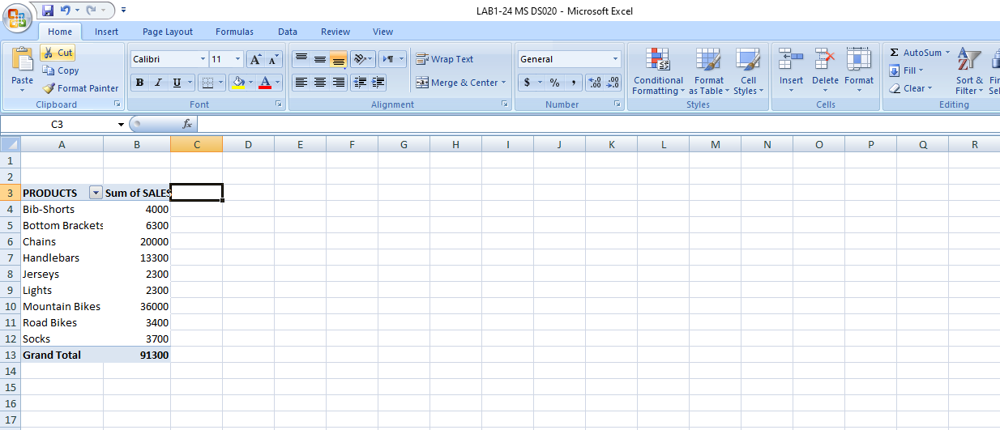 LAB1-24 MS DS020 - Microsoft Excel
Home Insert Page Layout Formulas Data Review View
Cut
Copy
Format Painter
Paste
Clipboard
Calibri 11
B I U A
Font
Wrap Text
Merge & Center
Alignment
General
$ % ,
Number
Conditional Formatting
Format as Table
Cell Styles
Styles
Insert Delete Format
Cells
Σ AutoSum
Fill
Clear
Sort & Filter
Editing
C3 fx
A B C D E F G H I J K L M N O P Q R
1
2
3 PRODUCTS Sum of SALES
4 Bib-Shorts 4000
5 Bottom Brackets 6300
6 Chains 20000
7 Handlebars 13300
8 Jerseys 2300
9 Lights 2300
10 Mountain Bikes 36000
11 Road Bikes 3400
12 Socks 3700
13 Grand Total 91300
14
15
16
17